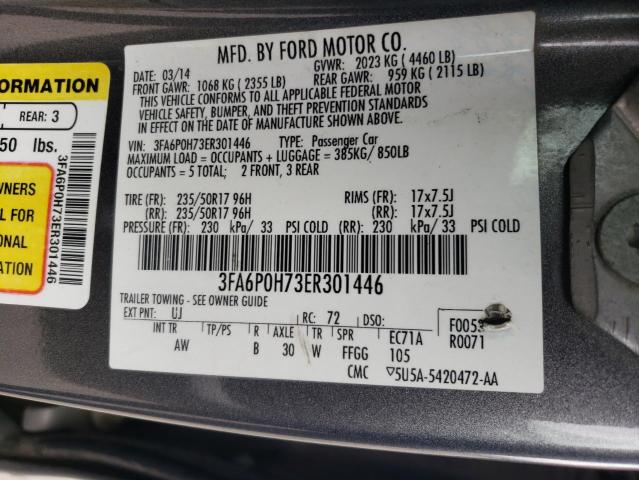 ORMATION
REAR: 3
50 lbs.
WNERS
L FOR
ONAL
3FA6P0H73ER301446
MFD. BY FORD MOTOR CO.
03/14 GVWR: 2023 KG ( 4460 LB)
FRONT GAWR: 1068 KG ( 2355 LB) REAR GAWR: 959 KG ( 2115 LB)
THIS VEHICLE CONFORMS TO ALL APPLICABLE FEDERAL MOTOR
VEHICLE SAFETY, BUMPER, AND THEFT PREVENTION STANDARDS
IN EFFECT ON THE DATE OF MANUFACTURE SHOWN ABOVE.
VIN: 3FA6P0H73ER301446 TYPE: Passenger Car
MAXIMUM LOAD = OCCUPANTS + LUGGAGE = 385KG/ 850LB
OCCUPANTS = 5 TOTAL; 2 FRONT, 3 REAR
TIRE (FR): 235/50R17 96H RIMS (FR): 17x7.5J
(RR): 235/50R17 96H (RR): 17x7.5J
PRESSURE (FR): 230 kPa/ 33 PSI COLD (RR): 230 kPa/ 33 PSI COLD
3FA6P0H73ER301446
TRAILER TOWING - SEE OWNER GUIDE
EXT PNT: UJ RC: 72 DSO: F0053
INT TR TP/PS R AXLE TR SPR EC71A R0071
AW B 30 W FFGG 105
CMC ▽5U5A-5420472-AA